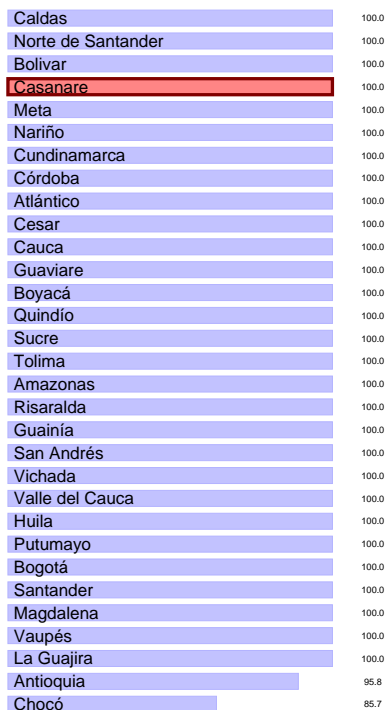 Caldas 100.0
Norte de Santander 100.0
Bolivar 100.0
Casanare 100.0
Meta 100.0
Nariño 100.0
Cundinamarca 100.0
Córdoba 100.0
Atlántico 100.0
Cesar 100.0
Cauca 100.0
Guaviare 100.0
Boyacá 100.0
Quindío 100.0
Sucre 100.0
Tolima 100.0
Amazonas 100.0
Risaralda 100.0
Guainía 100.0
San Andrés 100.0
Vichada 100.0
Valle del Cauca 100.0
Huila 100.0
Putumayo 100.0
Bogotá 100.0
Santander 100.0
Magdalena 100.0
Vaupés 100.0
La Guajira 100.0
Antioquia 95.8
Chocó 85.7